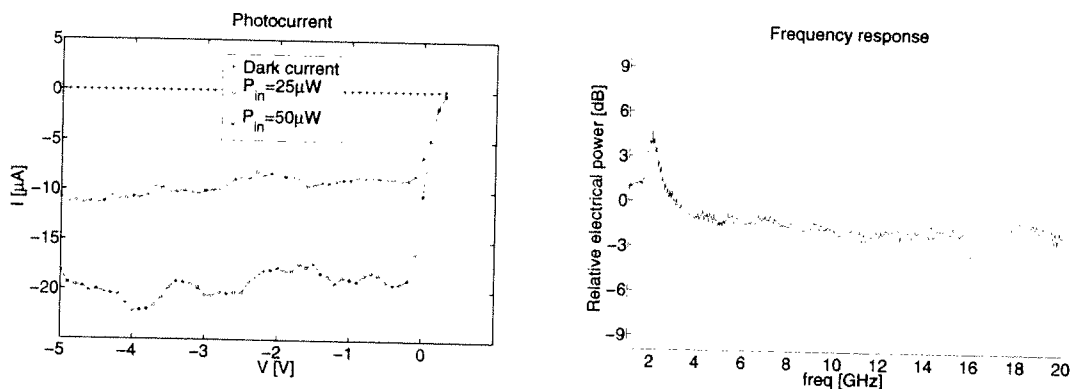 Photocurrent
5
0
−5
−10
−15
−20
I [μA]
Dark current
P_in=25μW
P_in=50μW
−5 −4 −3 −2 −1 0
V [V]
Frequency response
9
6
3
0
−3
−6
−9
Relative electrical power [dB]
2 4 6 8 10 12 14 16 18 20
freq [GHz]